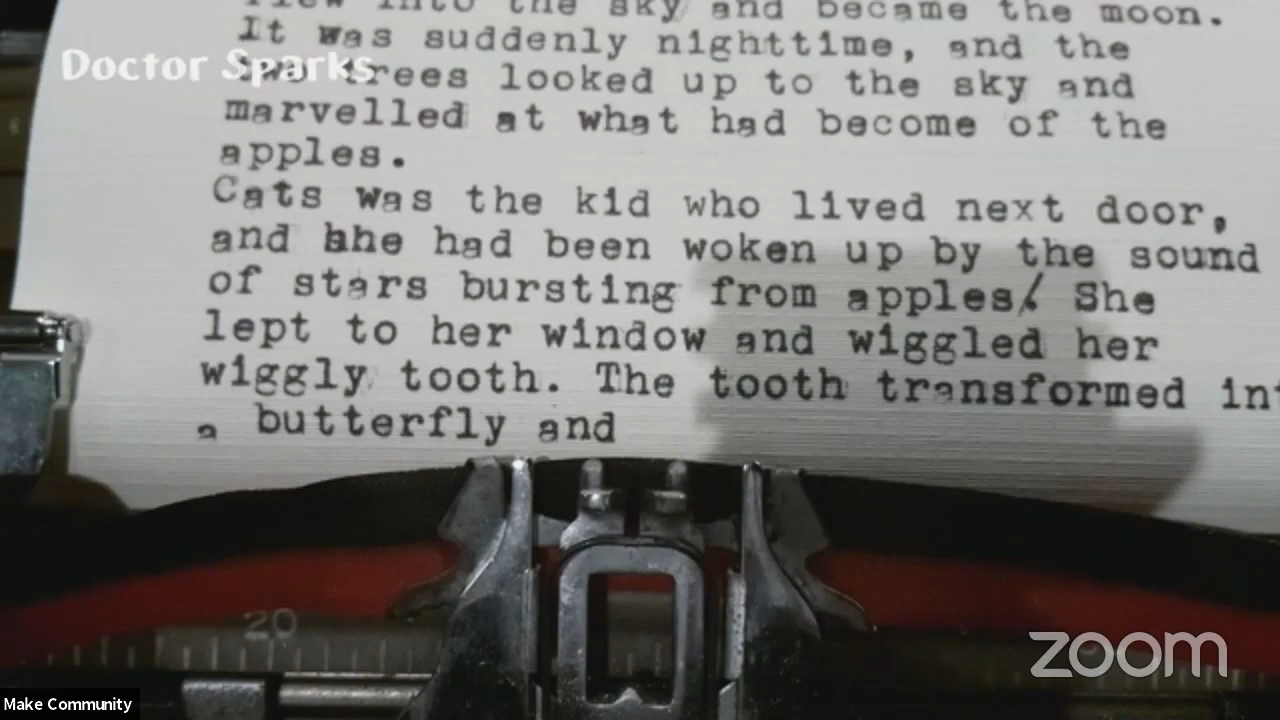 flew into the sky and became the moon.
It was suddenly nighttime, and the
two trees looked up to the sky and
marvelled at what had become of the
apples.
Cats was the kid who lived next door,
and she had been woken up by the sound
of stars bursting from apples. She
lept to her window and wiggled her
wiggly tooth. The tooth transformed int
a butterfly and
Doctor Sparks
20
zoom
Make Community